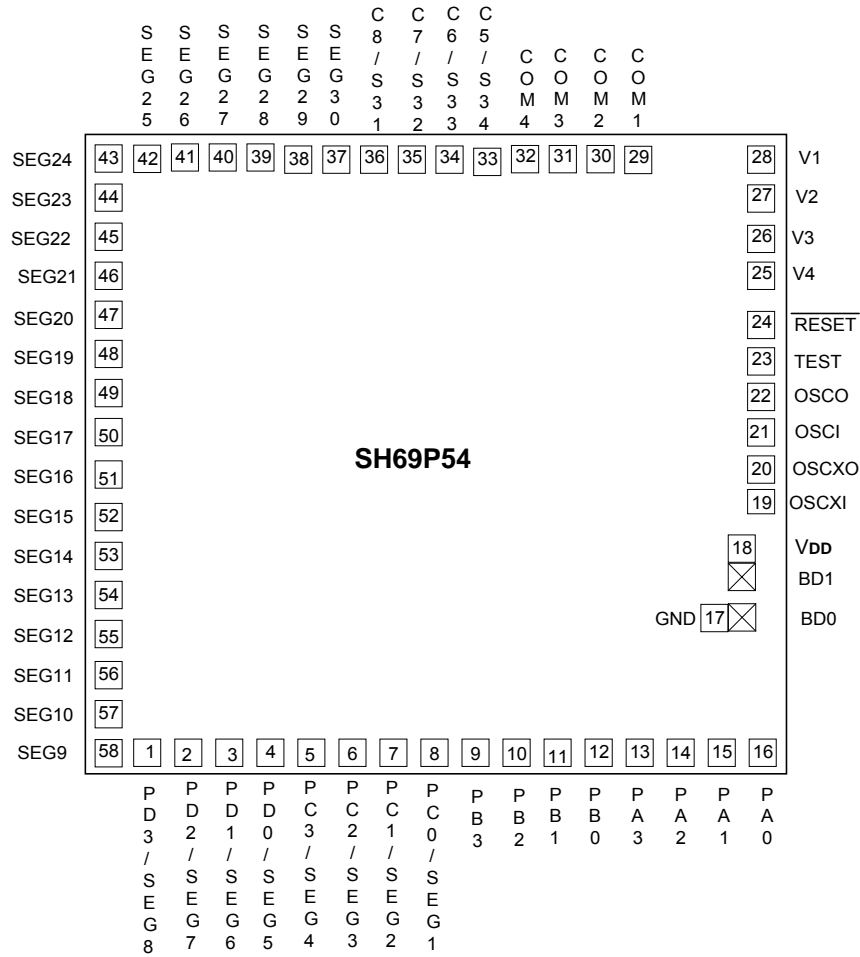 SEG25
SEG26
SEG27
SEG28
SEG29
SEG30
C8/S31
C7/S32
C6/S33
C5/S34
COM4
COM3
COM2
COM1
SEG24 43 42 41 40 39 38 37 36 35 34 33 32 31 30 29 28 V1
SEG23 44 27 V2
SEG22 45 26 V3
SEG21 46 25 V4
SEG20 47 24 RESET
SEG19 48 23 TEST
SEG18 49 22 OSCO
SEG17 50 21 OSCI
SH69P54
SEG16 51 20 OSCXO
SEG15 52 19 OSCXI
SEG14 53 18 VDD
BD1
SEG13 54
GND 17 BD0
SEG12 55
SEG11 56
SEG10 57
SEG9 58 1 2 3 4 5 6 7 8 9 10 11 12 13 14 15 16
PD3/SEG8
PD2/SEG7
PD1/SEG6
PD0/SEG5
PC3/SEG4
PC2/SEG3
PC1/SEG2
PC0/SEG1
PB3
PB2
PB1
PB0
PA3
PA2
PA1
PA0